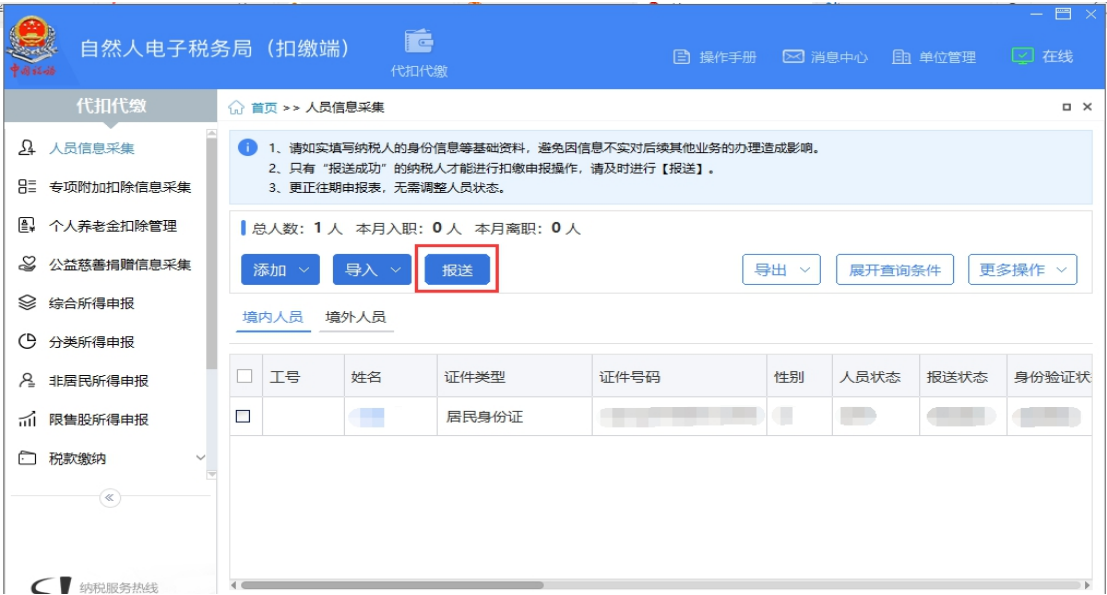 自然人电子税务局（扣缴端）
代扣代缴
操作手册 消息中心 单位管理 在线
中国税务
代扣代缴
首页 >> 人员信息采集
人员信息采集
专项附加扣除信息采集
个人养老金扣除管理
公益慈善捐赠信息采集
综合所得申报
分类所得申报
非居民所得申报
限售股所得申报
税款缴纳
纳税服务热线
1、请如实填写纳税人的身份信息等基础资料，避免因信息不实对后续其他业务的办理造成影响。
2、只有“报送成功”的纳税人才能进行扣缴申报操作，请及时进行【报送】。
3、更正往期申报表，无需调整人员状态。
总人数：1 人 本月入职：0 人 本月离职：0 人
添加 导入 报送 导出 展开查询条件 更多操作
境内人员 境外人员
工号 姓名 证件类型 证件号码 性别 人员状态 报送状态 身份验证状
居民身份证